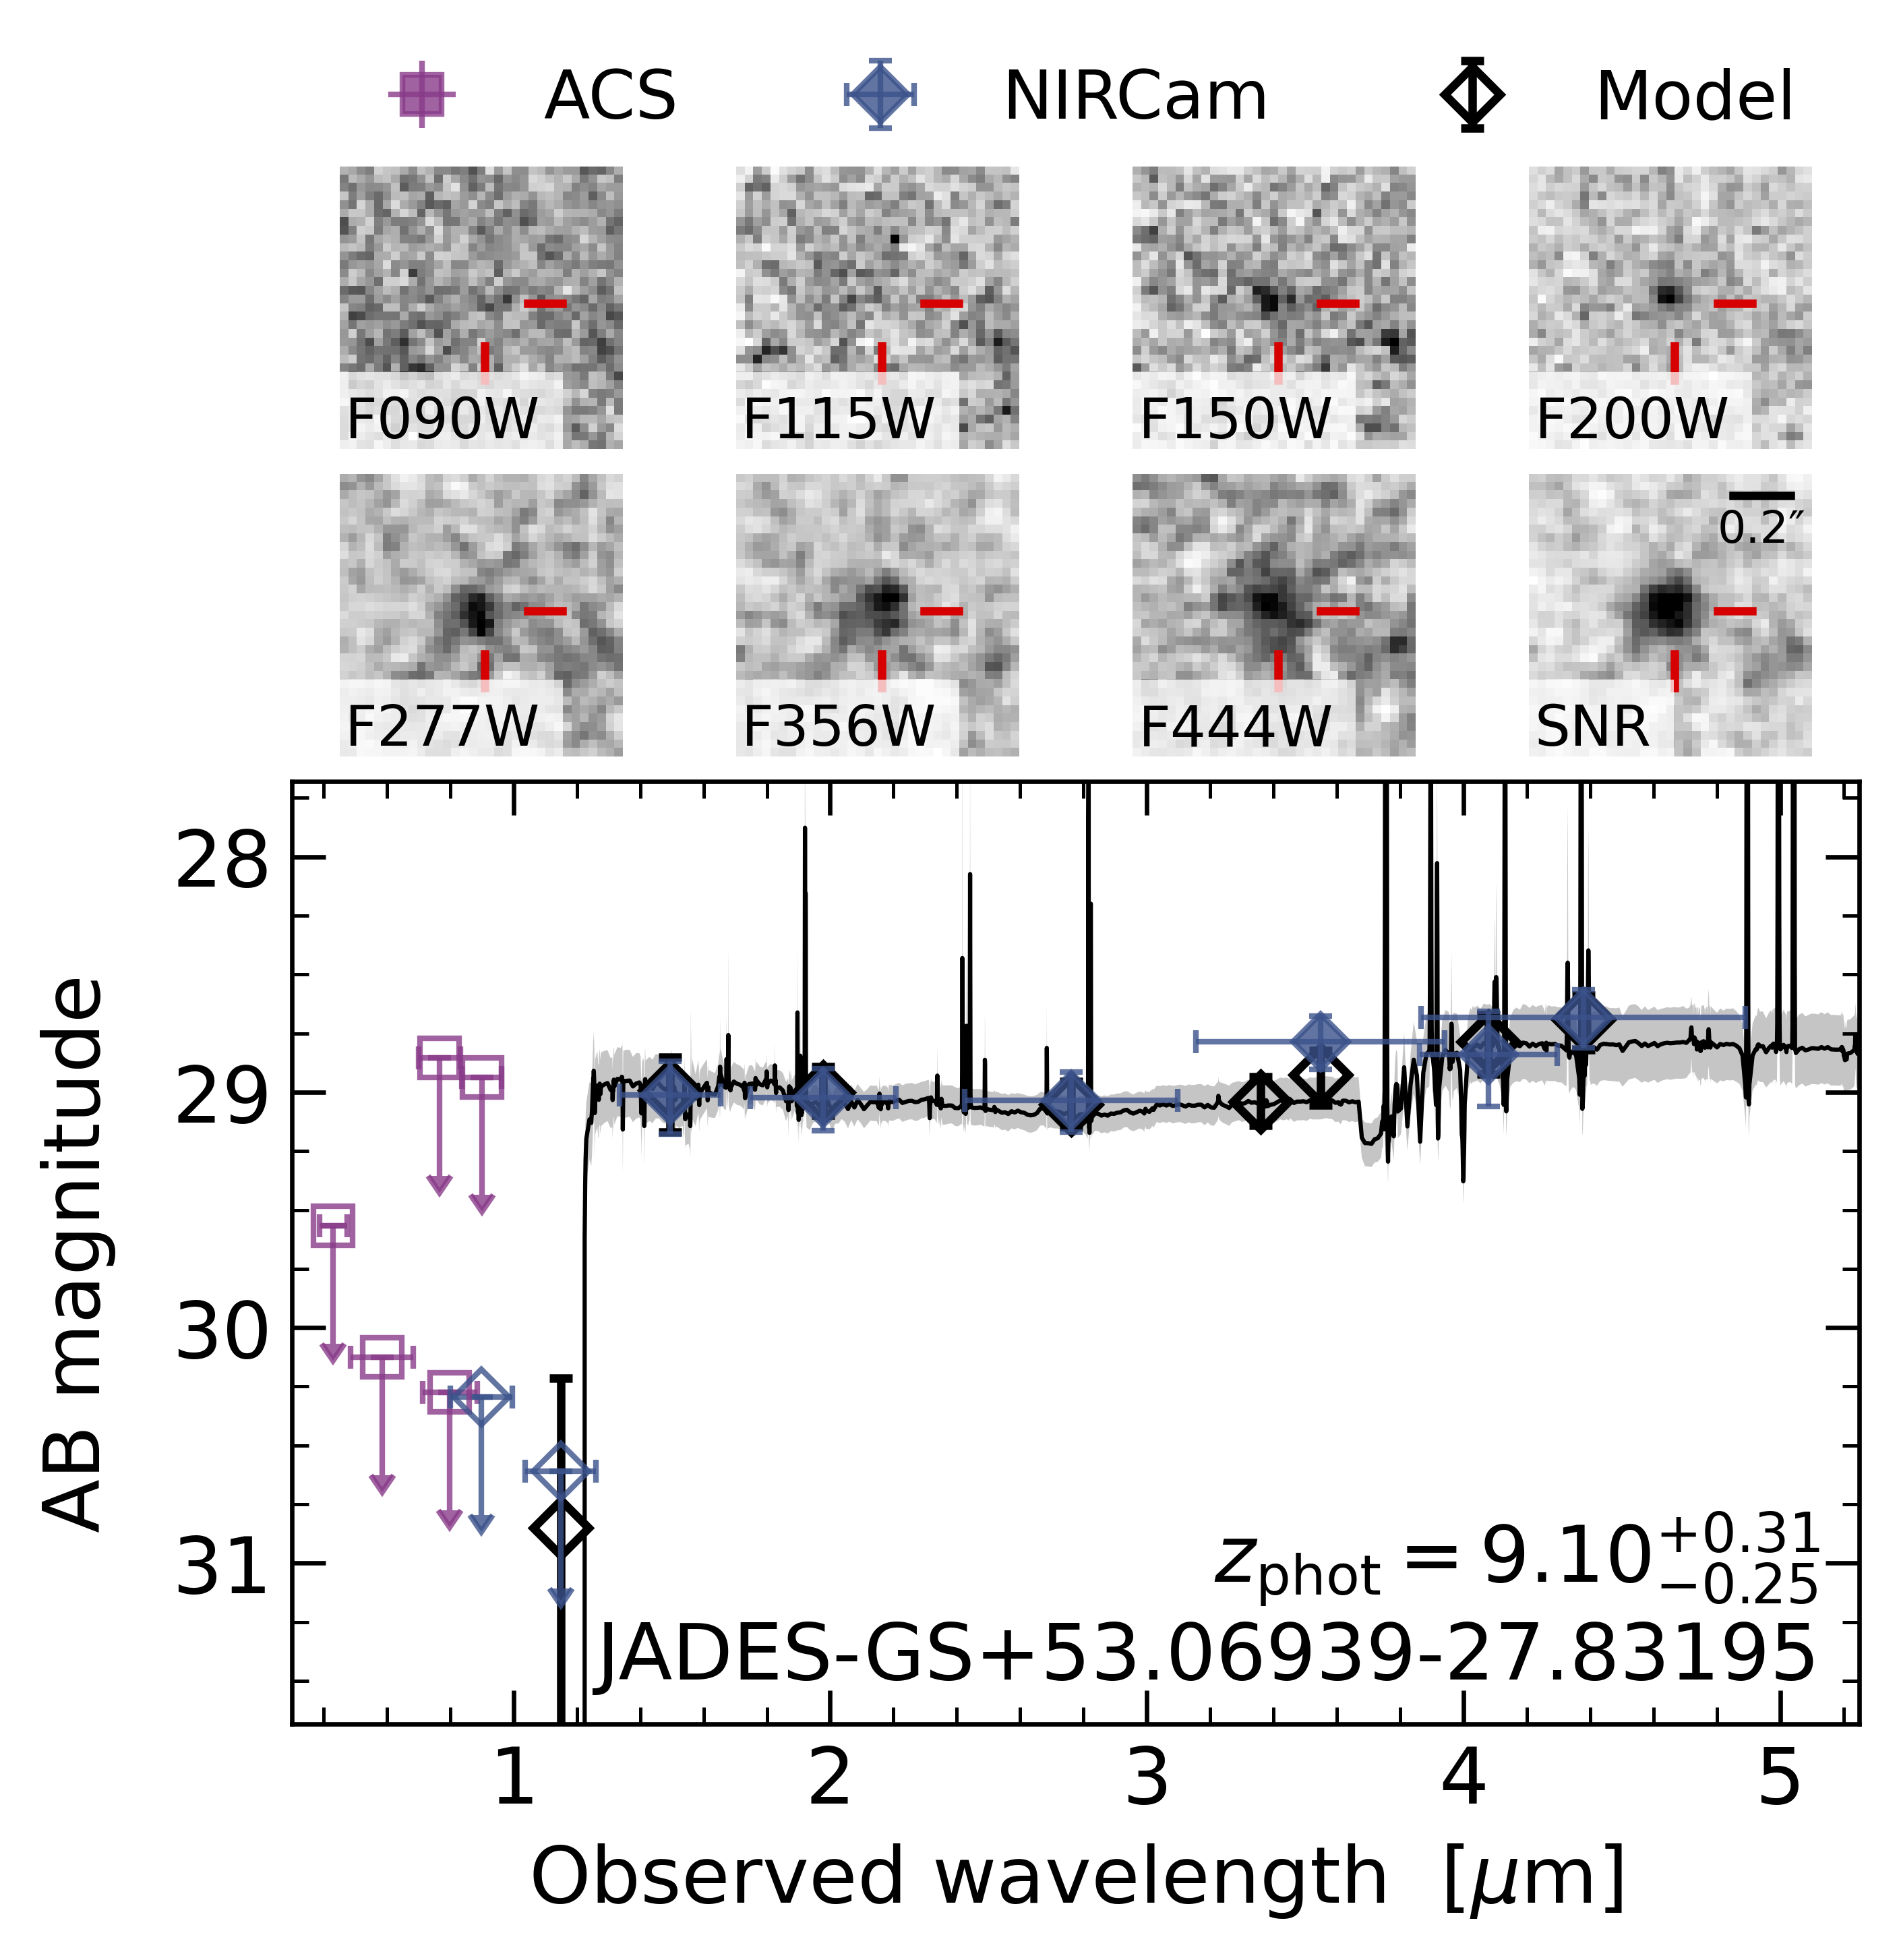 ACS NIRCam Model
F090W F115W F150W F200W
0.2″
F277W F356W F444W SNR
28
29
30
31
AB magnitude
z_phot = 9.10 +0.31 −0.25
JADES-GS+53.06939-27.83195
1 2 3 4 5
Observed wavelength [μm]